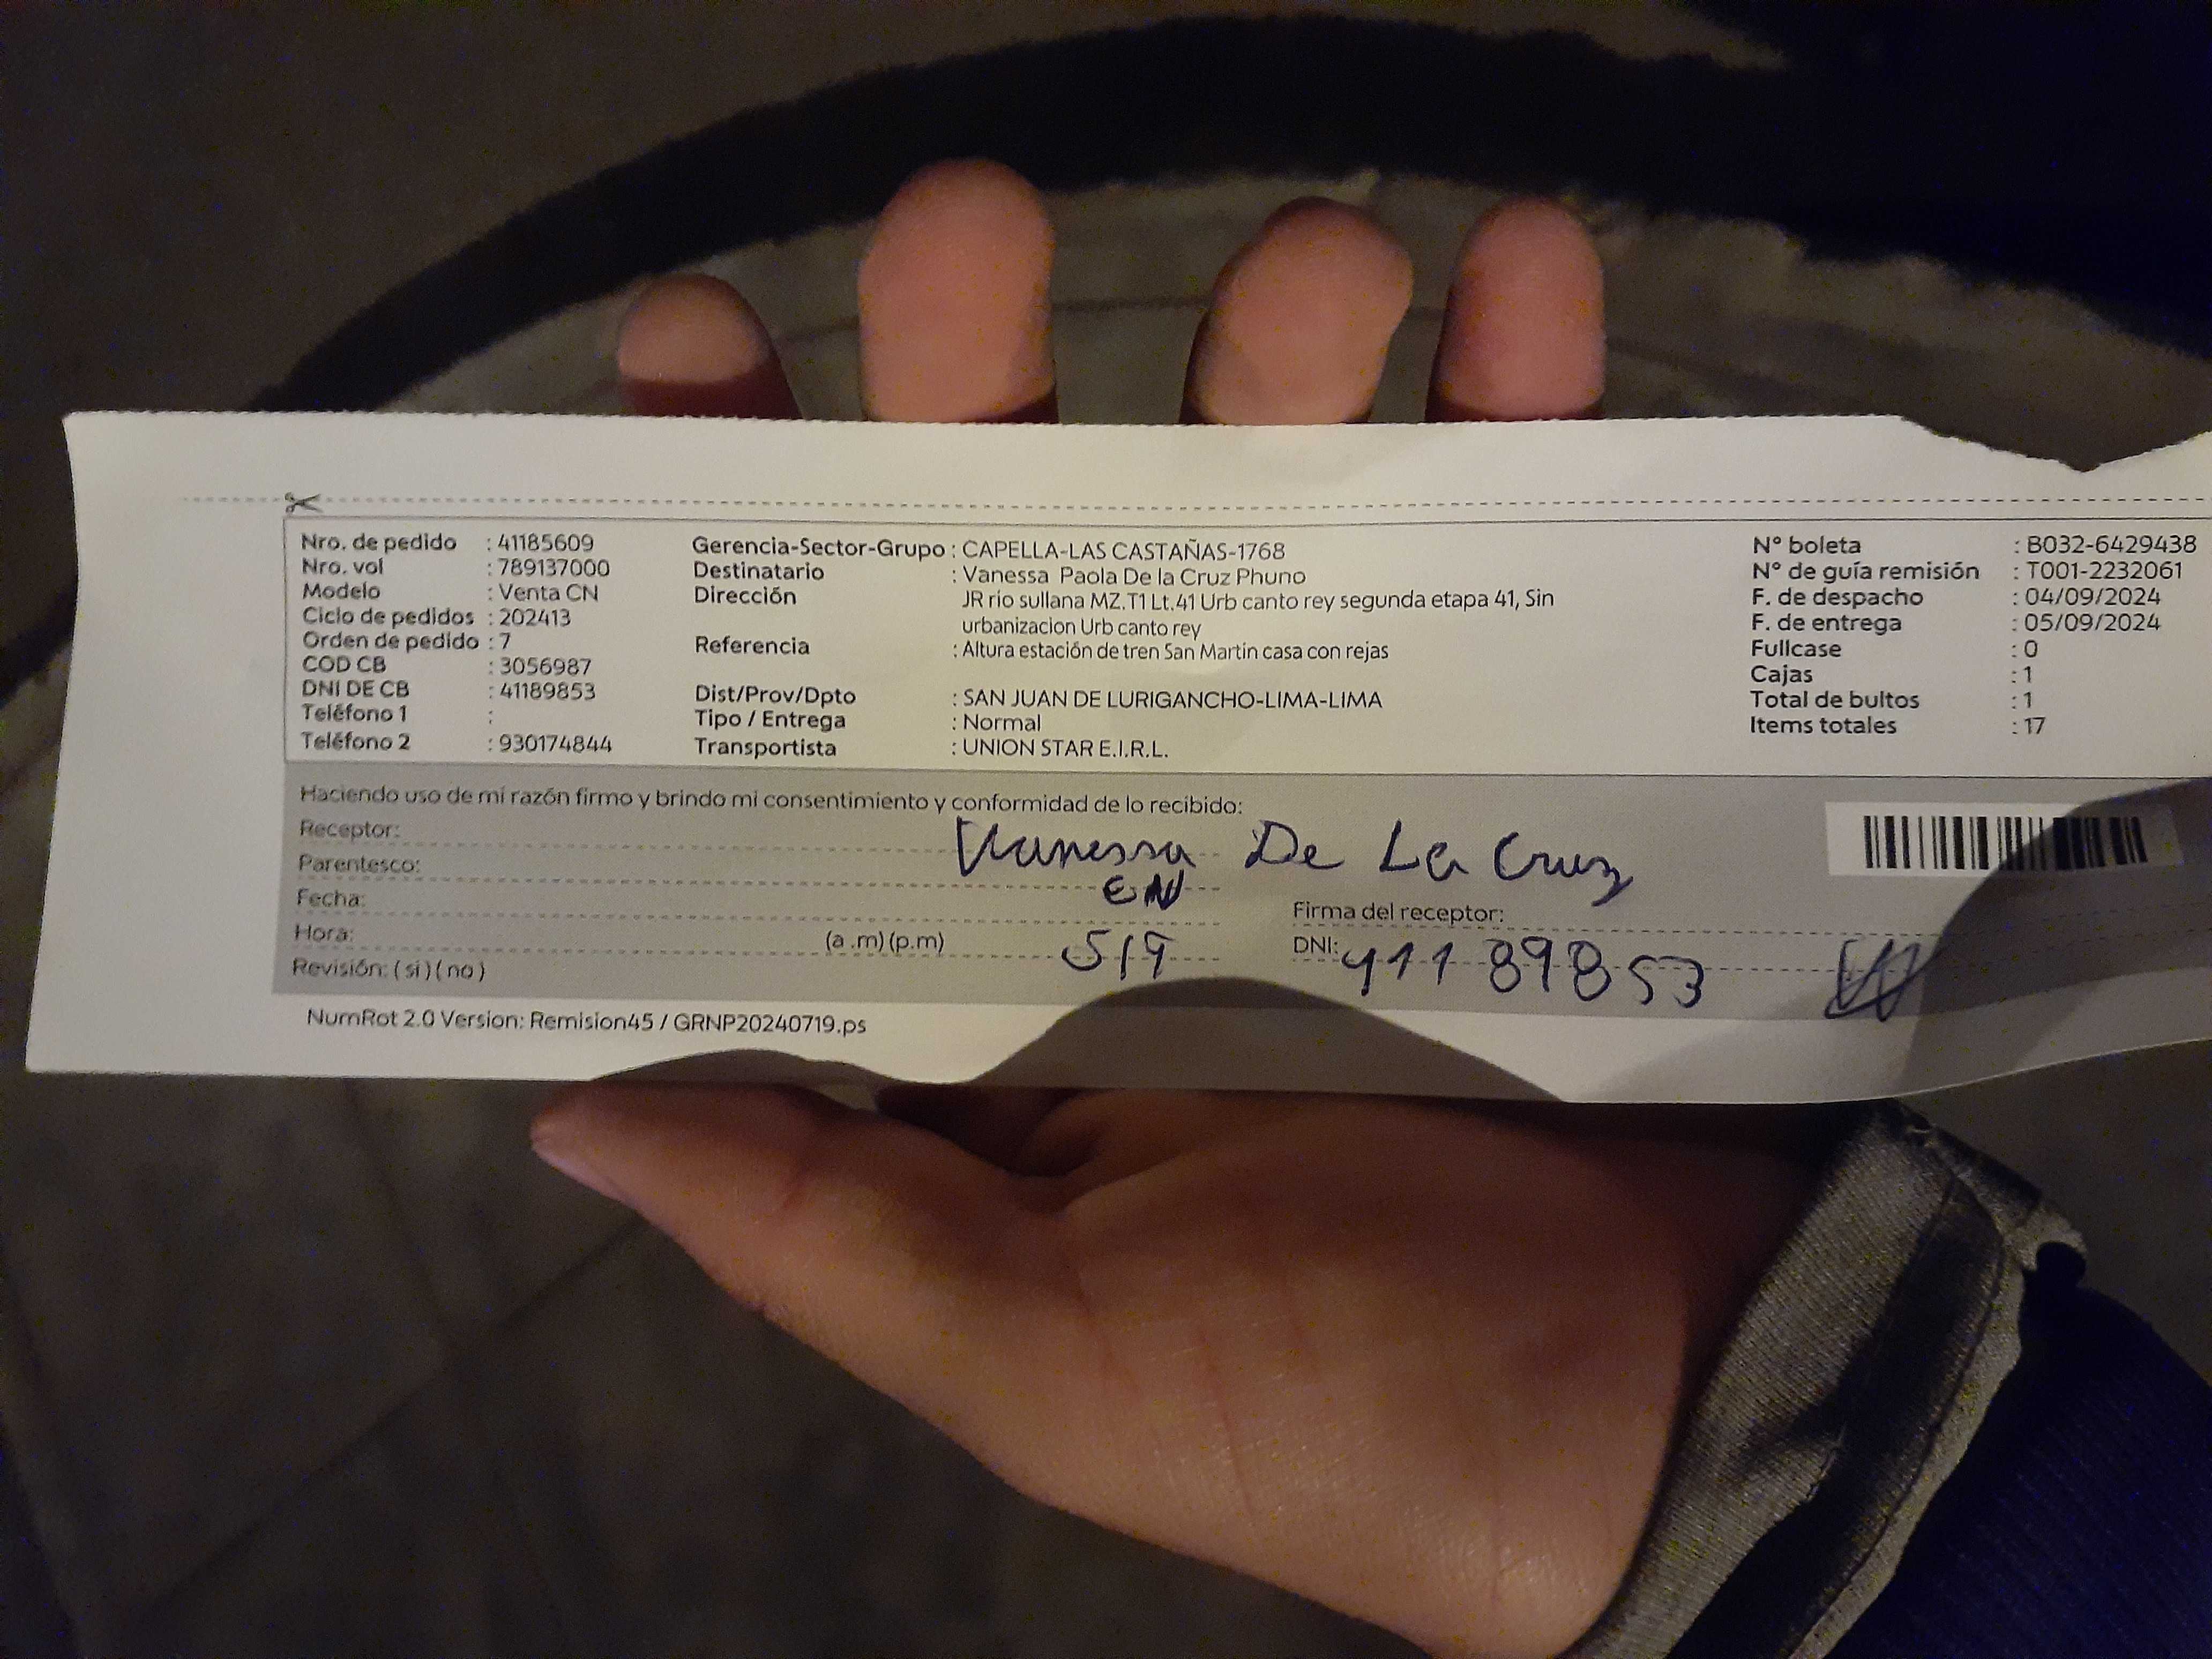 Nro. de pedido : 41185609
Nro. vol : 789137000
Modelo : Venta CN
Ciclo de pedidos : 202413
Orden de pedido : 7
COD CB : 3056987
DNI DE CB : 41189853
Teléfono 1 :
Teléfono 2 : 930174844
Gerencia-Sector-Grupo : CAPELLA-LAS CASTAÑAS-1768
Destinatario : Vanessa Paola De la Cruz Phuno
Dirección JR río sullana MZ.T1 Lt.41 Urb canto rey segunda etapa 41, Sin
urbanizacion Urb canto rey
Referencia : Altura estación de tren San Martin casa con rejas
Dist/Prov/Dpto : SAN JUAN DE LURIGANCHO-LIMA-LIMA
Tipo / Entrega : Normal
Transportista : UNION STAR E.I.R.L.
N° boleta : B032-6429438
N° de guía remisión : T001-2232061
F. de despacho : 04/09/2024
F. de entrega : 05/09/2024
Fullcase : 0
Cajas : 1
Total de bultos : 1
Items totales : 17
Haciendo uso de mi razón firmo y brindo mi consentimiento y conformidad de lo recibido:
Receptor: Vanessa De La Cruz
Parentesco: CN
Fecha:
Hora: (a .m) (p.m) 5/9
Revisión: (si) (no)
Firma del receptor:
DNI: 41189853
NumRot 2.0 Version: Remision45 / GRNP20240719.ps